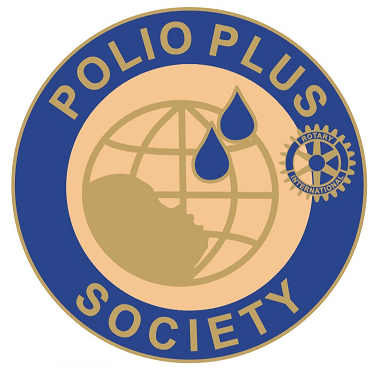 POLIO PLUS
ROTARY
INTERNATIONAL
SOCIETY